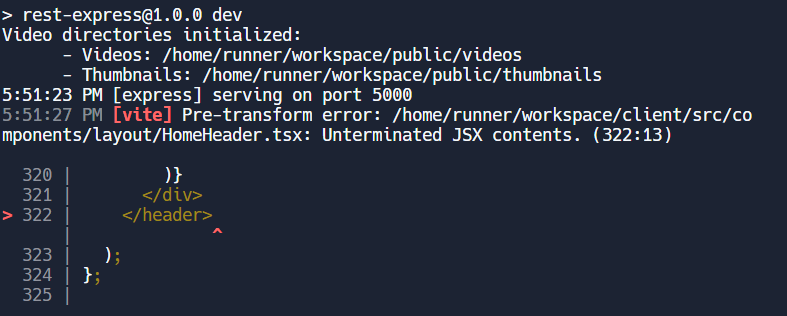 > rest-express@1.0.0 dev
Video directories initialized:
      - Videos: /home/runner/workspace/public/videos
      - Thumbnails: /home/runner/workspace/public/thumbnails
5:51:23 PM [express] serving on port 5000
5:51:27 PM [vite] Pre-transform error: /home/runner/workspace/client/src/co
mponents/layout/HomeHeader.tsx: Unterminated JSX contents. (322:13)
  320 |         )}
  321 |       </div>
> 322 |     </header>
      |              ^
  323 |   );
  324 | };
  325 |